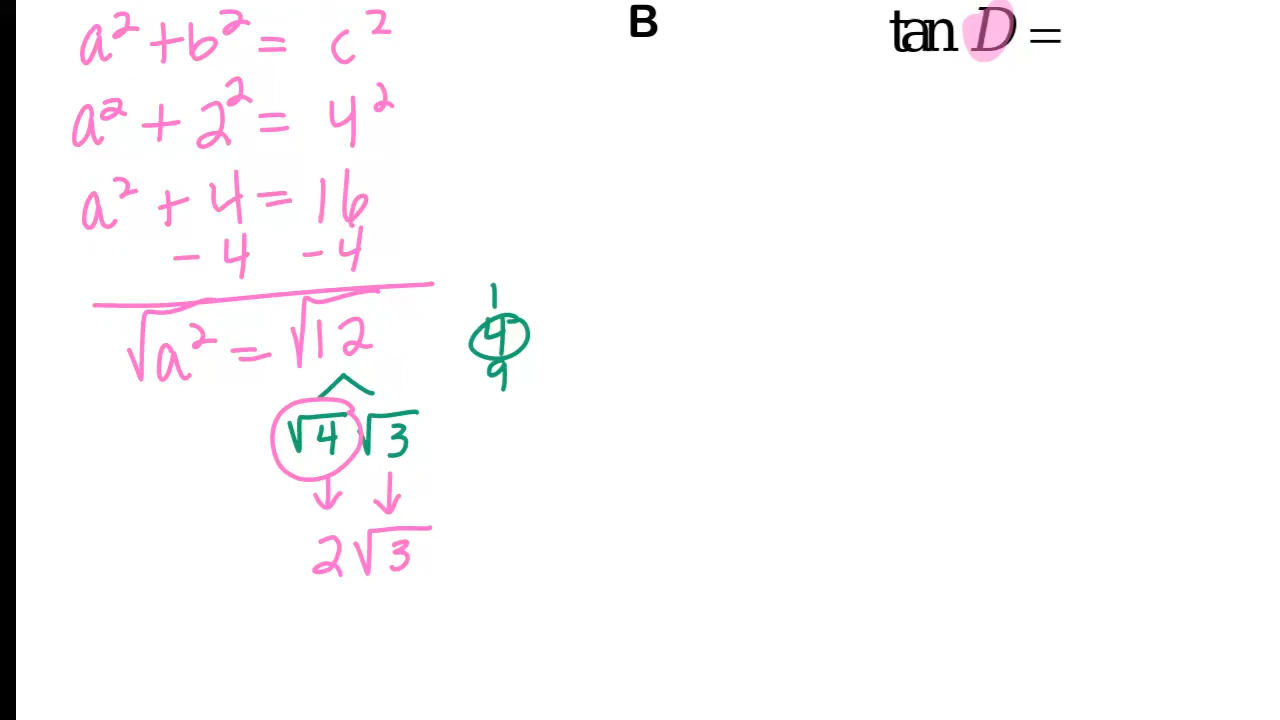 a² + b² = c²
a² + 2² = 4²
a² + 4 = 16
- 4 - 4
√a² = √12
√4 √3
2√3
1
4
9
B
tan D =